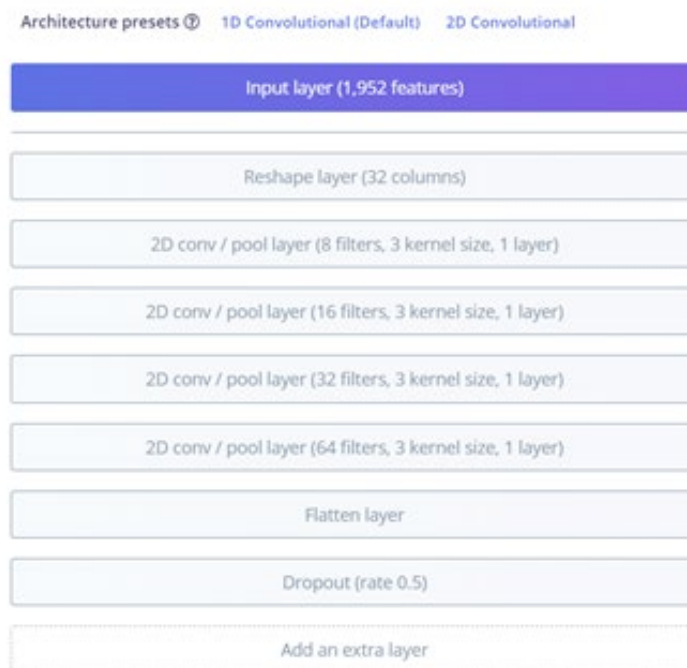 Architecture presets ? 1D Convolutional (Default) 2D Convolutional
Input layer (1,952 features)
Reshape layer (32 columns)
2D conv / pool layer (8 filters, 3 kernel size, 1 layer)
2D conv / pool layer (16 filters, 3 kernel size, 1 layer)
2D conv / pool layer (32 filters, 3 kernel size, 1 layer)
2D conv / pool layer (64 filters, 3 kernel size, 1 layer)
Flatten layer
Dropout (rate 0.5)
Add an extra layer